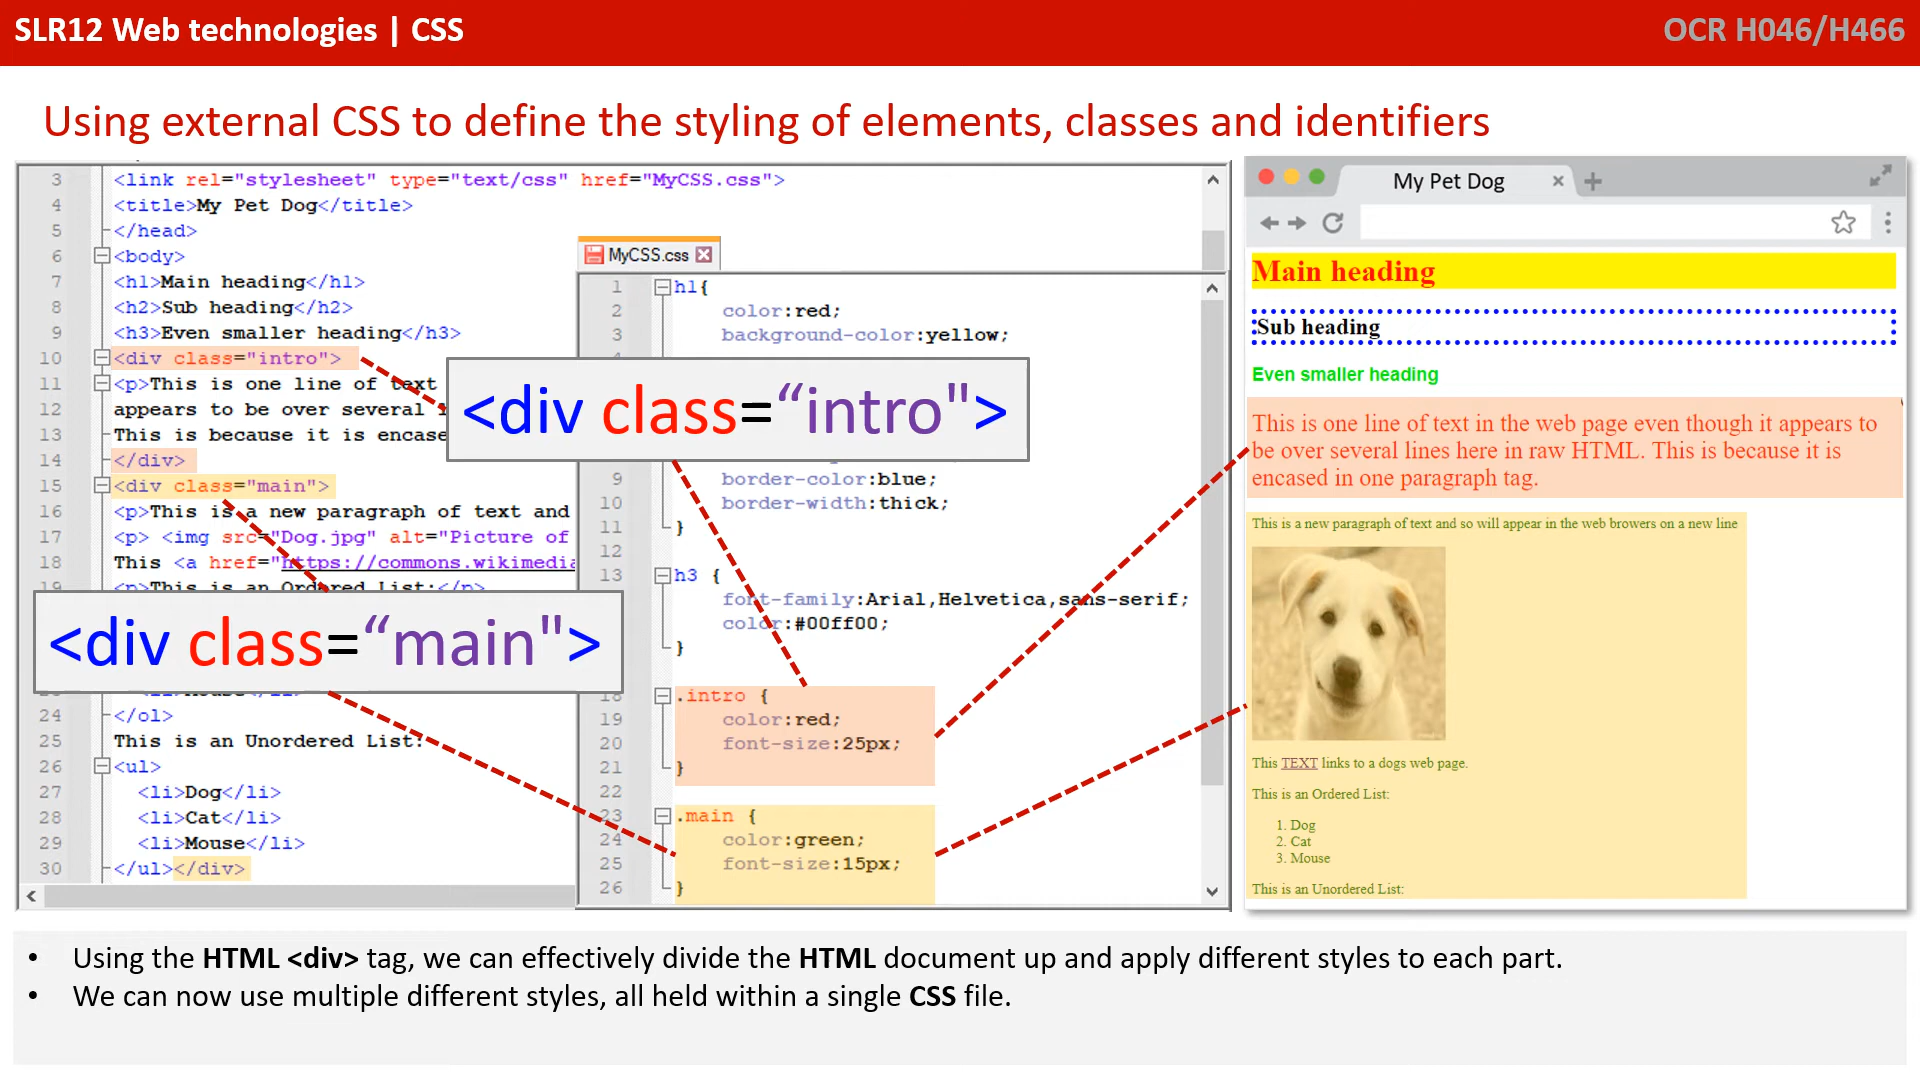 SLR12 Web technologies | CSS
OCR H046/H466
Using external CSS to define the styling of elements, classes and identifiers
3 <link rel="stylesheet" type="text/css" href="MyCSS.css">
4 <title>My Pet Dog</title>
5 </head>
6 <body>
7 <h1>Main heading</h1>
8 <h2>Sub heading</h2>
9 <h3>Even smaller heading</h3>
10 <div class="intro">
11 <p>This is one line of text
12 appears to be over several
13 This is because it is encase
14 </div>
15 <div class="main">
16 <p>This is a new paragraph of text and
17 <p> <img src="Dog.jpg" alt="Picture of
18 This <a href="https://commons.wikimedia
19 <p>This is an Ordered List:</p>
<div class=“main">
24 </ol>
25 This is an Unordered List:
26 <ul>
27 <li>Dog</li>
28 <li>Cat</li>
29 <li>Mouse</li>
30 </ul></div>
MyCSS.css
1 h1{
2 color:red;
3 background-color:yellow;
<div class=“intro">
9 border-color:blue;
10 border-width:thick;
11 }
12
13 h3 {
font-family:Arial,Helvetica,sans-serif;
color:#00ff00;
}
18 .intro {
19 color:red;
20 font-size:25px;
21 }
22
23 .main {
24 color:green;
25 font-size:15px;
26 }
My Pet Dog
Main heading
Sub heading
Even smaller heading
This is one line of text in the web page even though it appears to
be over several lines here in raw HTML. This is because it is
encased in one paragraph tag.
This is a new paragraph of text and so will appear in the web browers on a new line
This TEXT links to a dogs web page.
This is an Ordered List:
1. Dog
2. Cat
3. Mouse
This is an Unordered List:
• Using the HTML <div> tag, we can effectively divide the HTML document up and apply different styles to each part.
• We can now use multiple different styles, all held within a single CSS file.